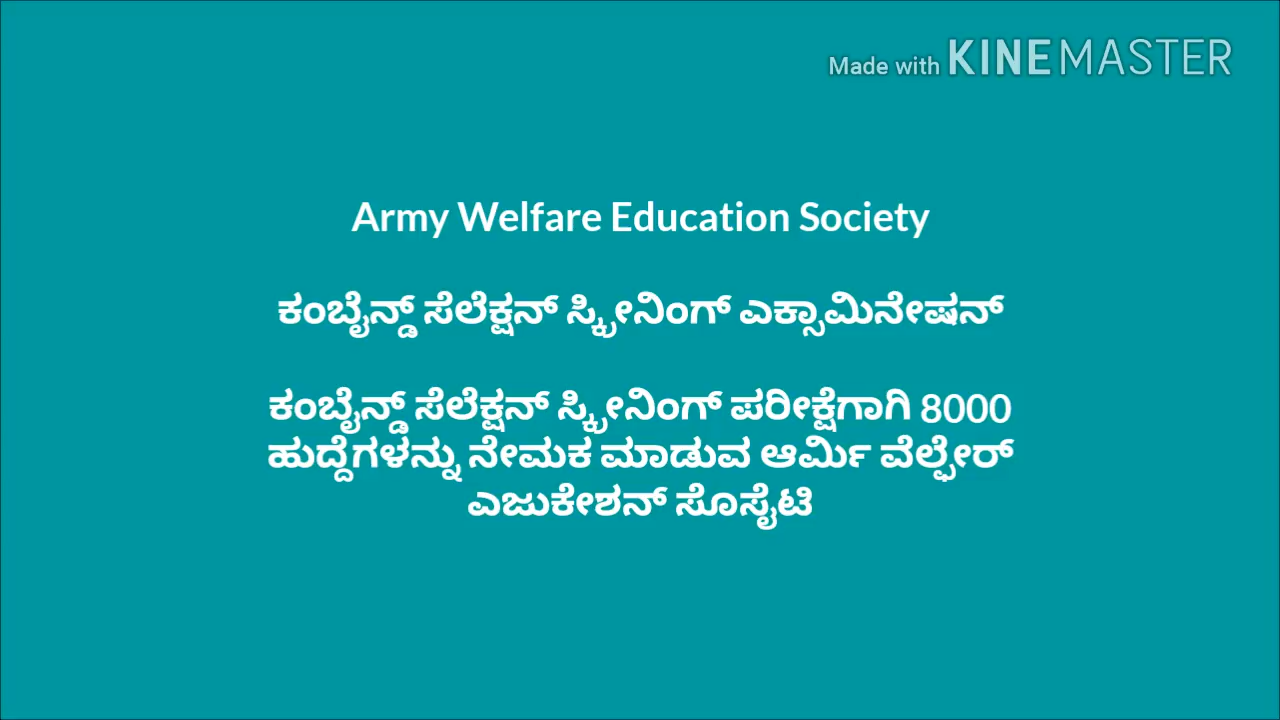 Made with KINEMASTER
Army Welfare Education Society
ಕಂಬೈನ್ಡ್ ಸೆಲೆಕ್ಷನ್ ಸ್ಕ್ರೀನಿಂಗ್ ಎಕ್ಸಾಮಿನೇಷನ್
ಕಂಬೈನ್ಡ್ ಸೆಲೆಕ್ಷನ್ ಸ್ಕ್ರೀನಿಂಗ್ ಪರೀಕ್ಷೆಗಾಗಿ 8000
ಹುದ್ದೆಗಳನ್ನು ನೇಮಕ ಮಾಡುವ ಆರ್ಮಿ ವೆಲ್ಫೇರ್
ಎಜುಕೇಶನ್ ಸೊಸೈಟಿ